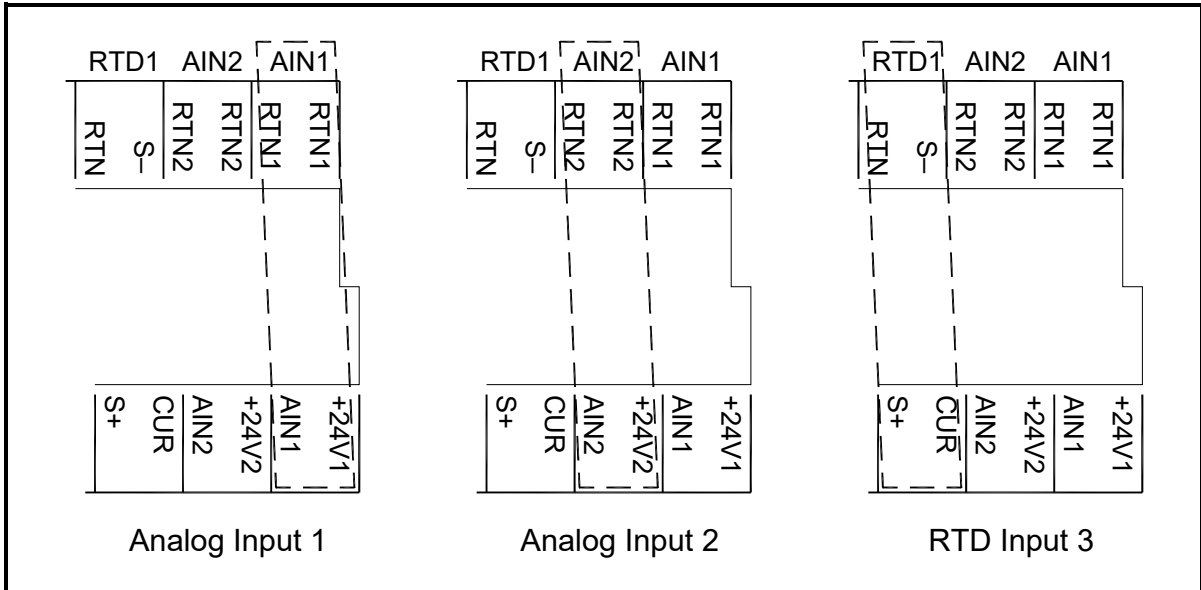 RTD1 AIN2 AIN1
RTN S– RTN2 RTN2 RTN1 RTN1
S+ CUR AIN2 +24V2 AIN1 +24V1
Analog Input 1
RTD1 AIN2 AIN1
RTN S– RTN2 RTN2 RTN1 RTN1
S+ CUR AIN2 +24V2 AIN1 +24V1
Analog Input 2
RTD1 AIN2 AIN1
RTN S– RTN2 RTN2 RTN1 RTN1
S+ CUR AIN2 +24V2 AIN1 +24V1
RTD Input 3